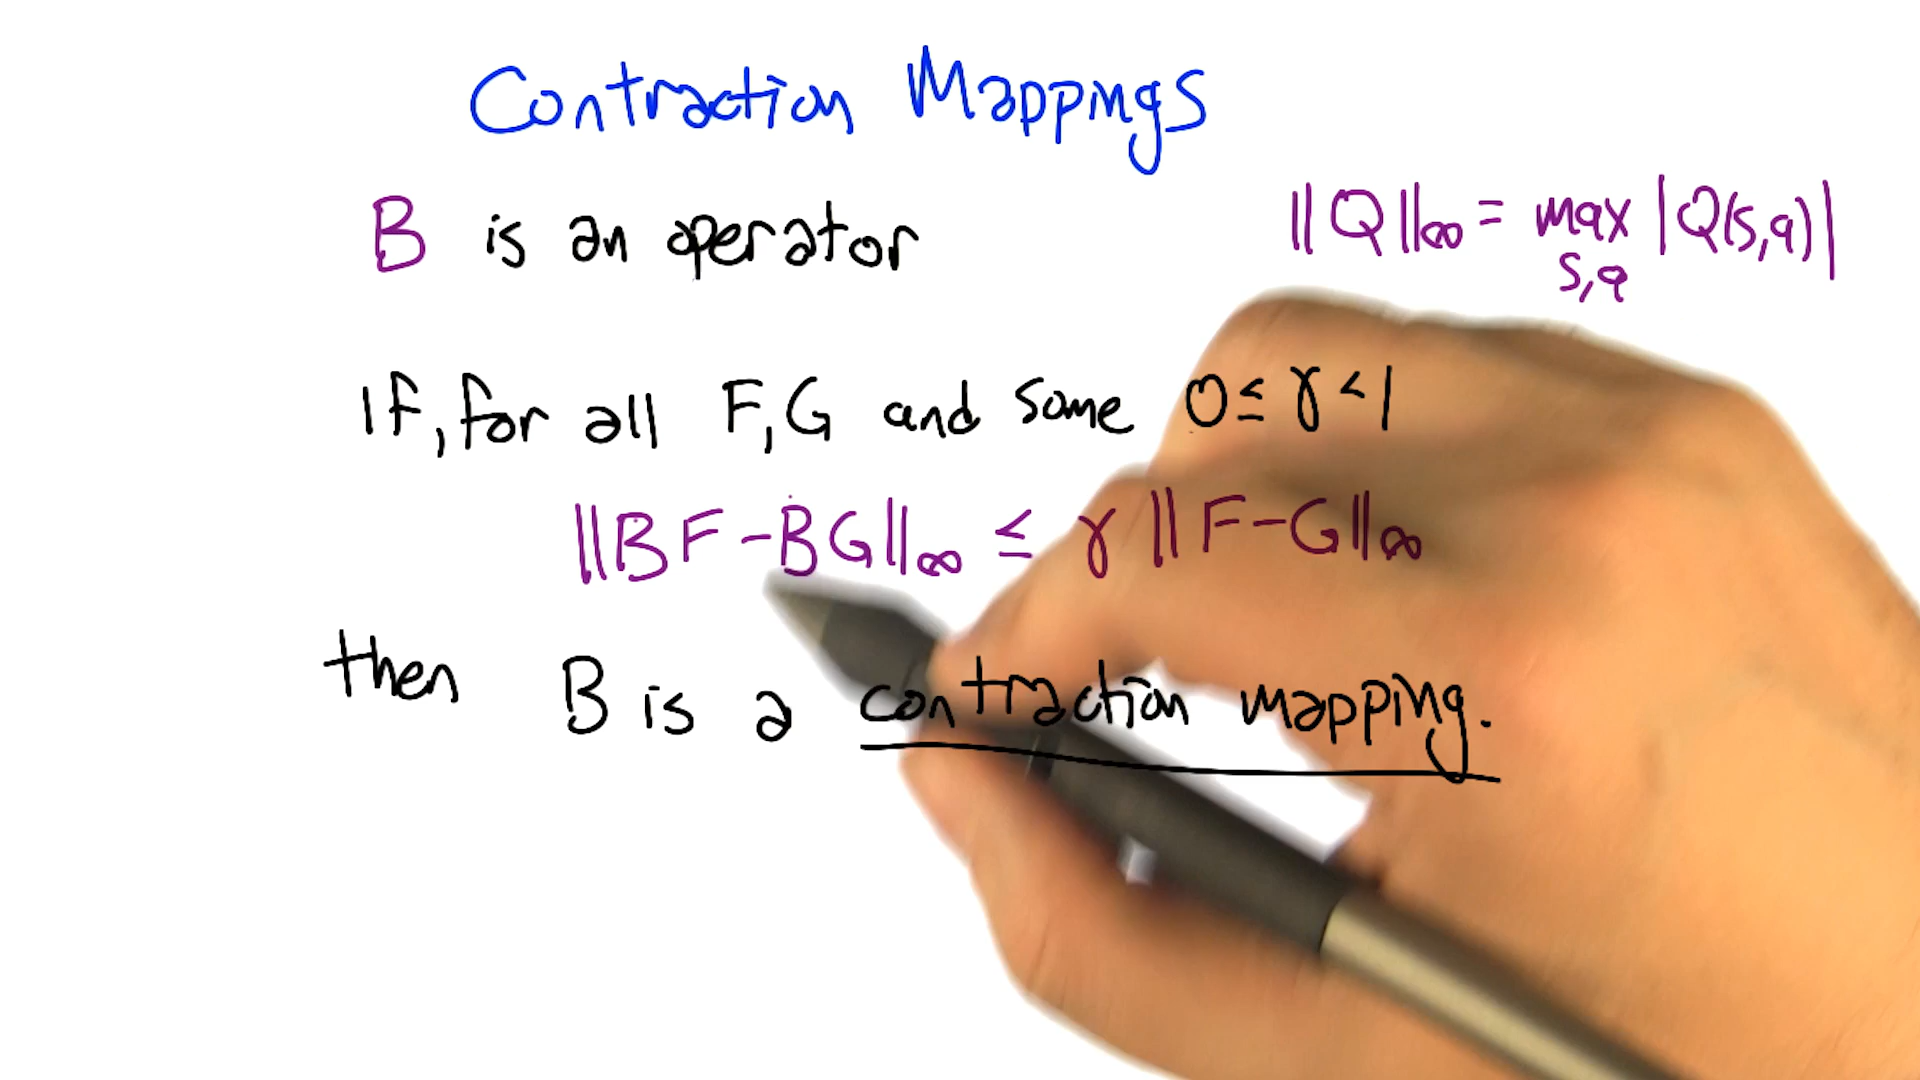 Contraction Mappings
B is an operator
||Q||∞ = max |Q(s,a)|
s,a
If, for all F,G and some 0 ≤ γ < 1
||BF-BG||∞ ≤ γ ||F-G||∞
then B is a contraction mapping.